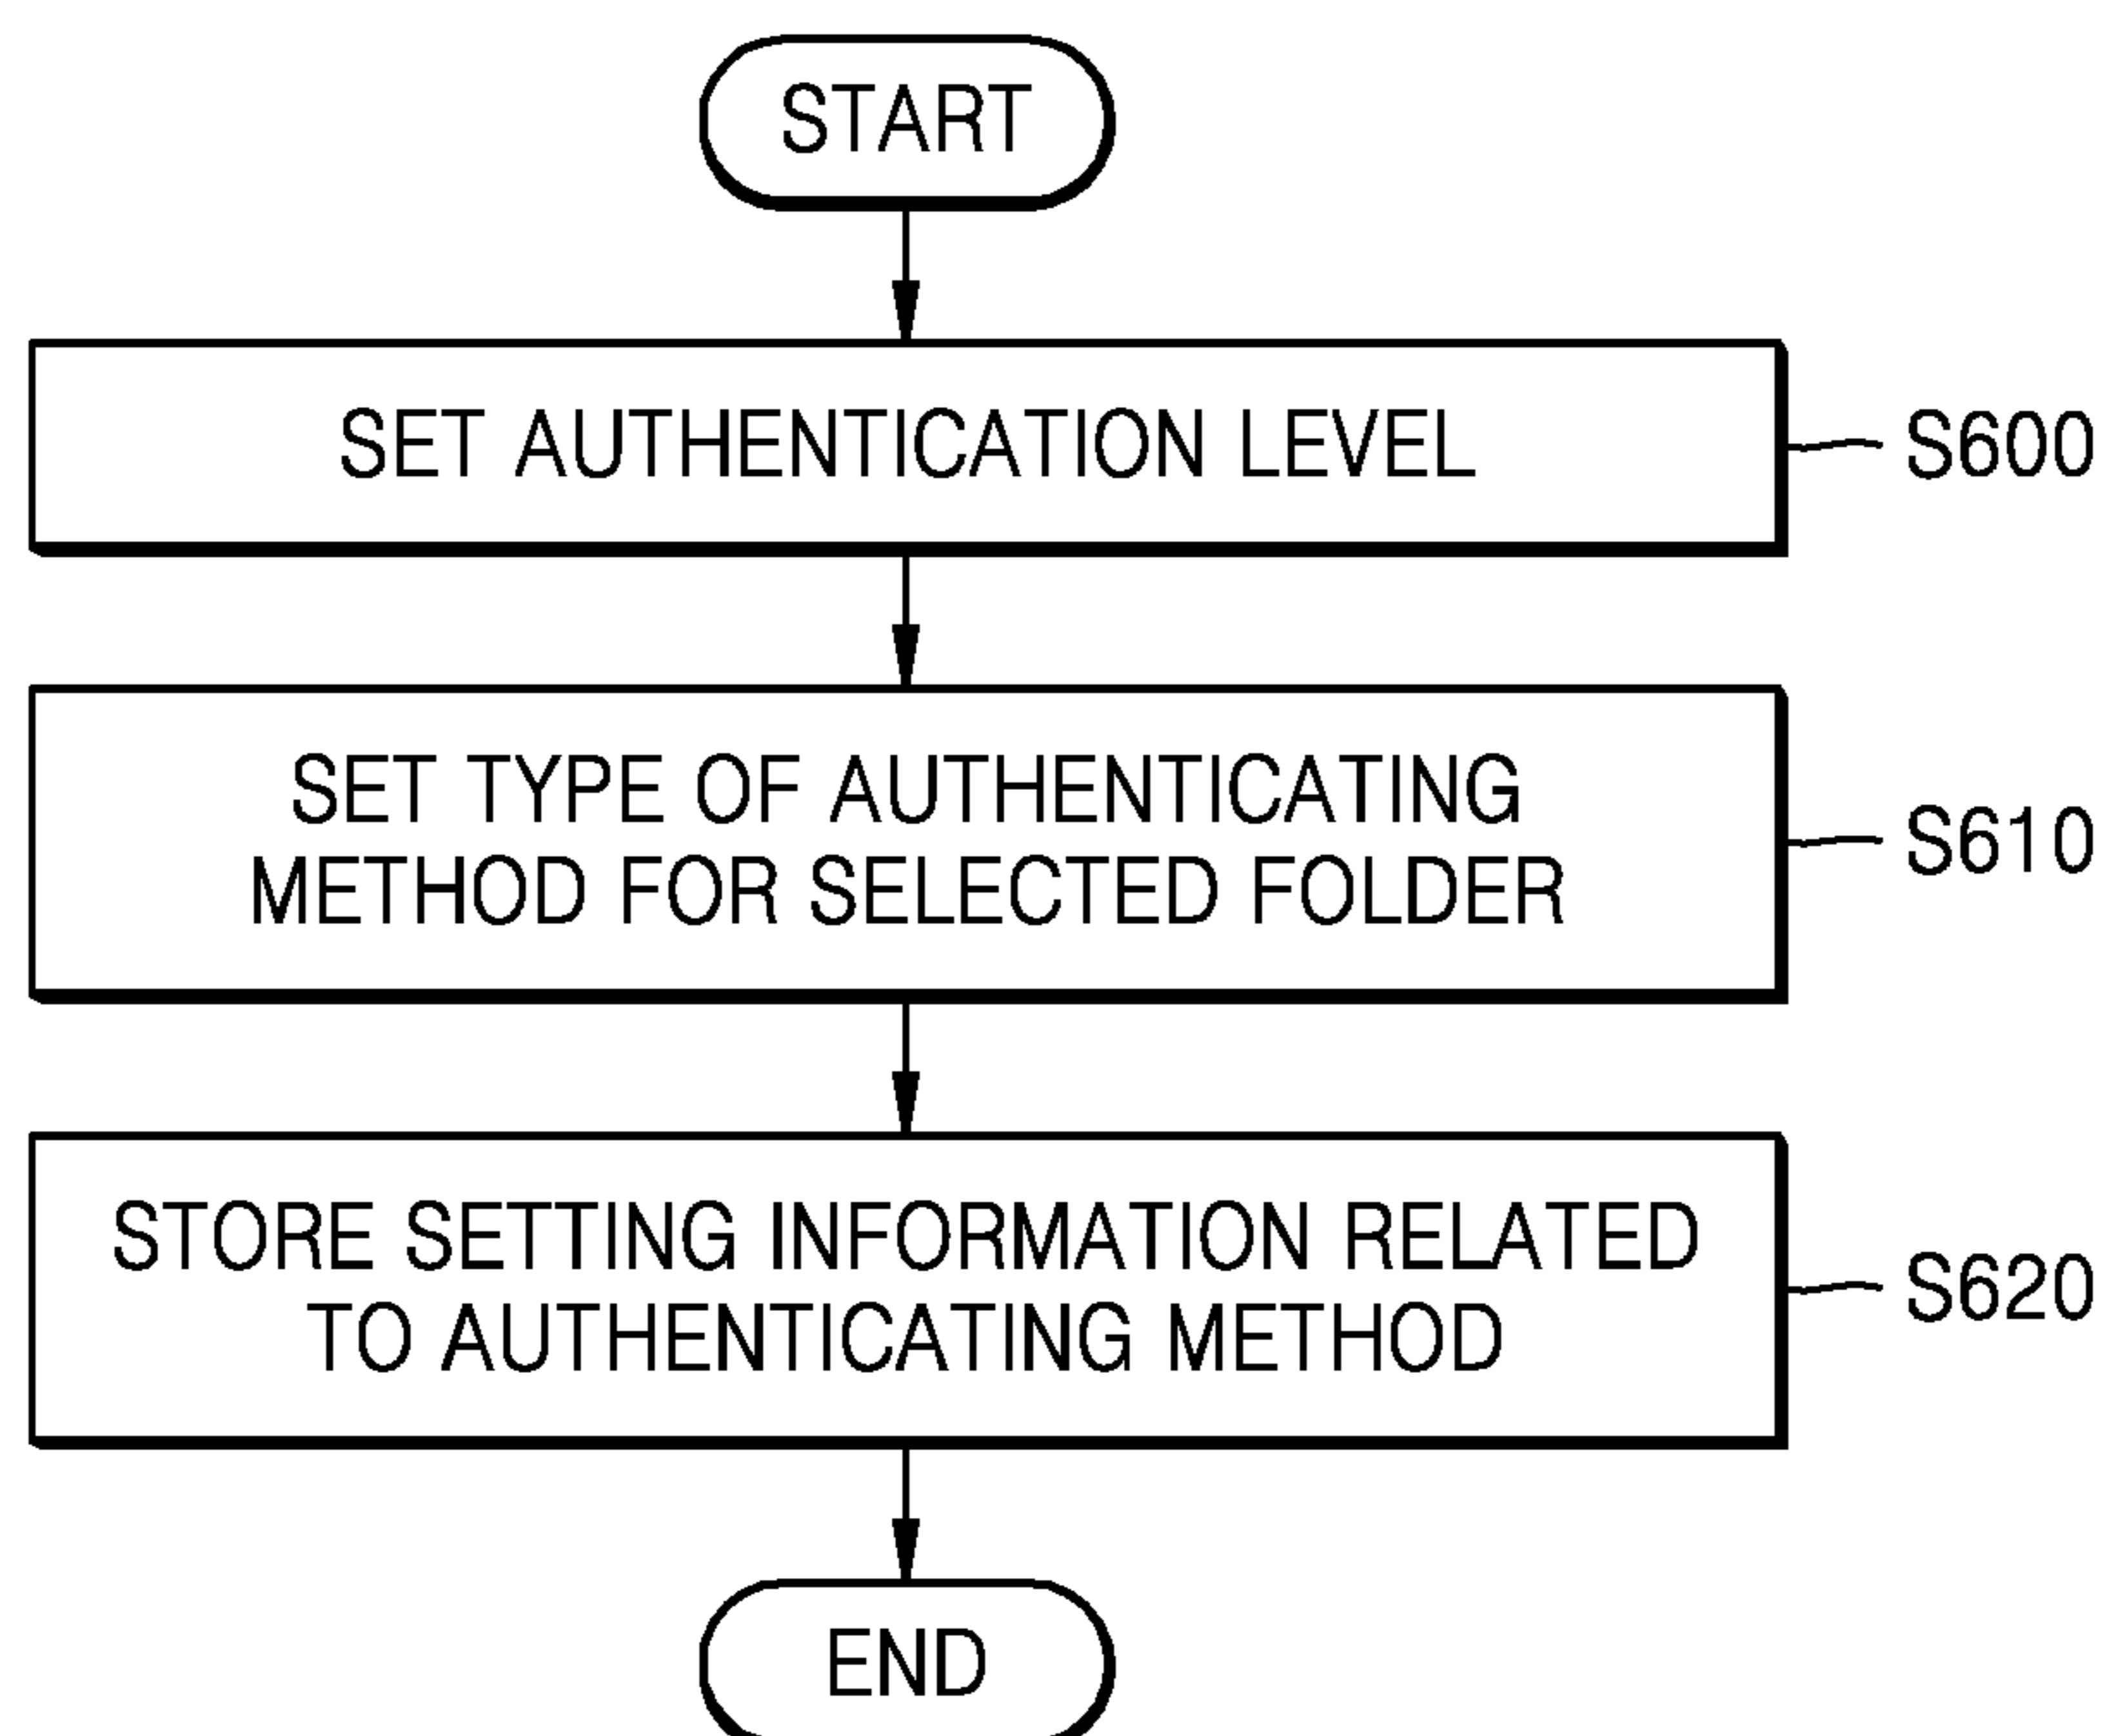 START
SET AUTHENTICATION LEVEL
S600
SET TYPE OF AUTHENTICATING
METHOD FOR SELECTED FOLDER
S610
STORE SETTING INFORMATION RELATED
TO AUTHENTICATING METHOD
S620
END